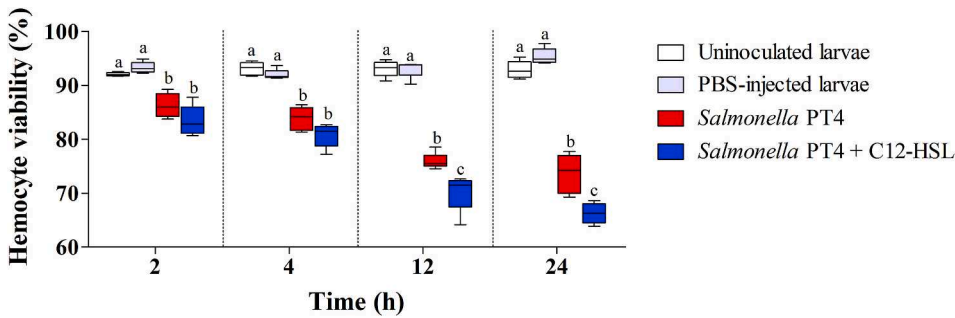 Hemocyte viability (%)
100
90
80
70
60
a
a
b
b
a
a
b
b
a
a
b
c
a
a
b
c
2
4
12
24
Time (h)
Uninoculated larvae
PBS-injected larvae
Salmonella PT4
Salmonella PT4 + C12-HSL